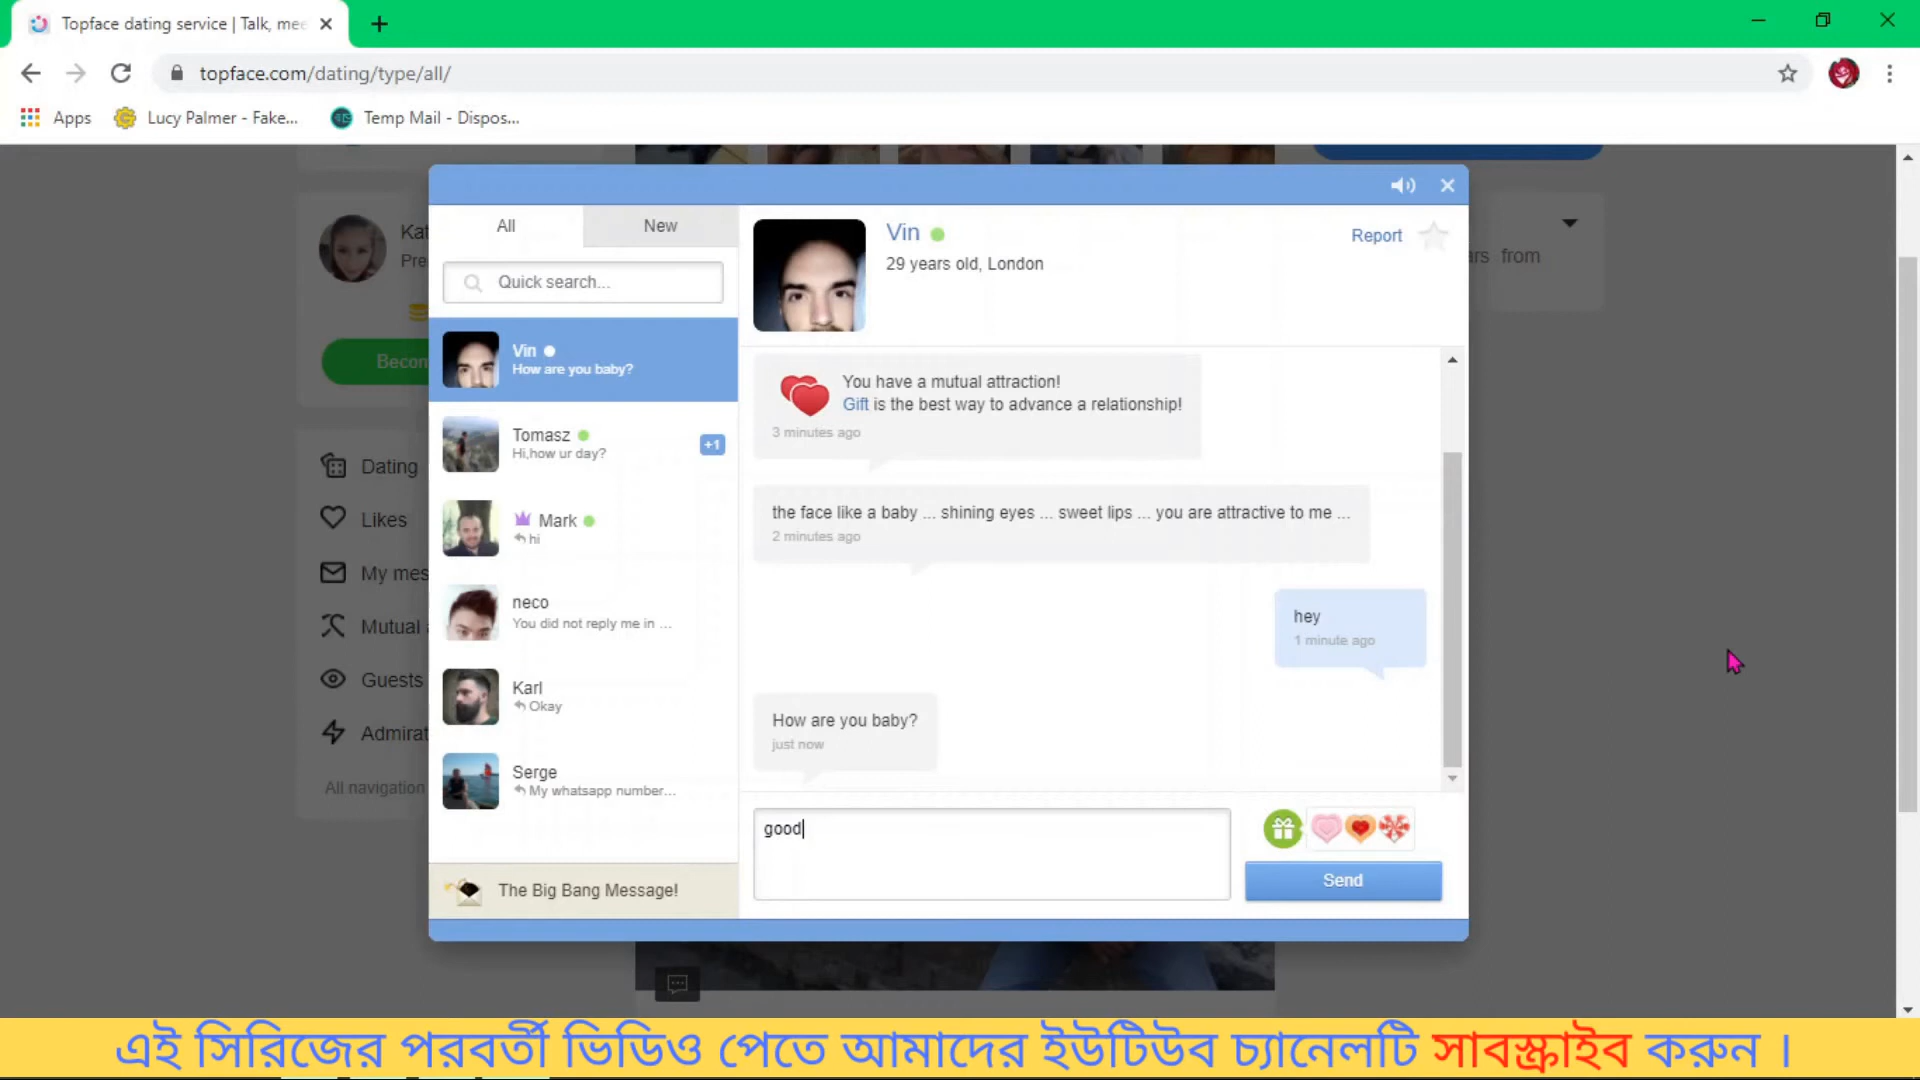 Topface dating service | Talk, mee
topface.com/dating/type/all/
Apps
Lucy Palmer - Fake...
Temp Mail - Dispos...
Kat
Pre
Becom
Dating
Likes
My mes
Mutual a
Guests
Admirat
All navigation
All
New
Quick search...
Vin
How are you baby?
Tomasz
Hi,how ur day?
+1
Mark
hi
neco
You did not reply me in ...
Karl
Okay
Serge
My whatsapp number...
The Big Bang Message!
Vin
29 years old, London
Report
You have a mutual attraction!
Gift is the best way to advance a relationship!
3 minutes ago
the face like a baby ... shining eyes ... sweet lips ... you are attractive to me ...
2 minutes ago
hey
1 minute ago
How are you baby?
just now
good
Send
from
এই সিরিজের পরবর্তী ভিডিও পেতে আমাদের ইউটিউব চ্যানেলটি সাবস্ক্রাইব করুন ।